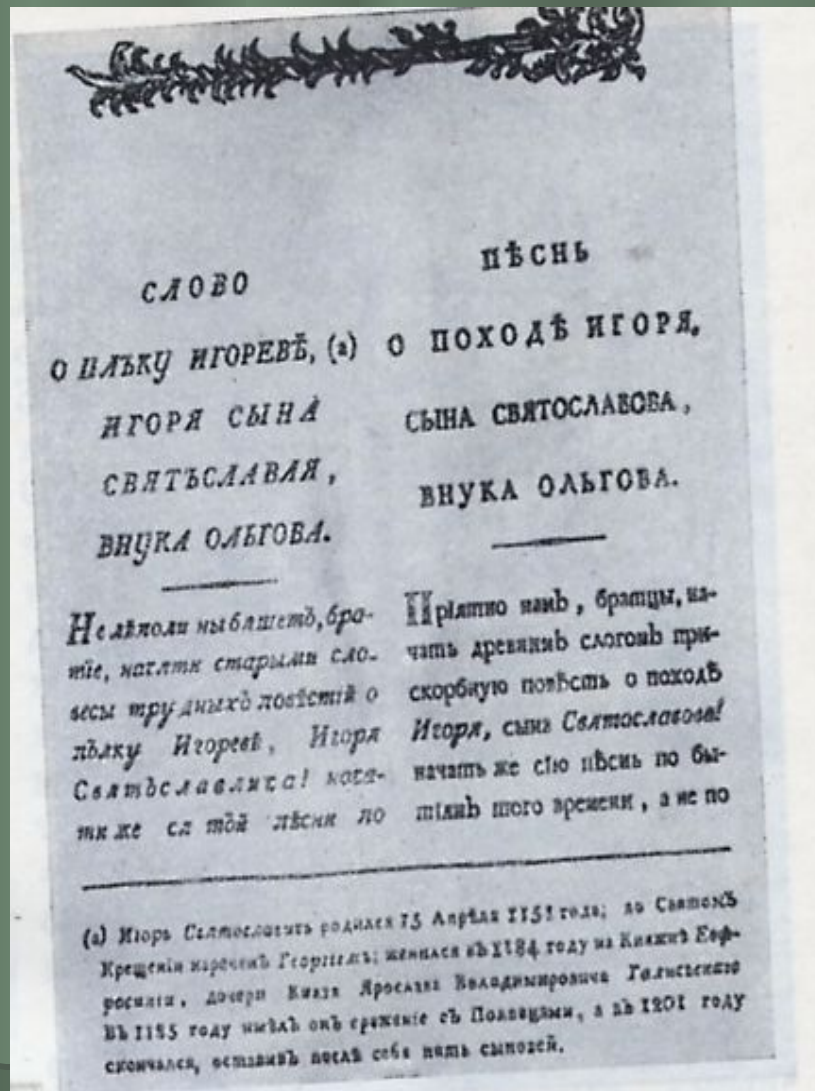 СЛОВО
О ПЛЪКУ ИГОРЕВѢ, (а)
ИГОРЯ СЫНА
СВЯТЪСЛАВЛЯ,
ВНУКА ОЛЬГОВА.
Не лѣполи ны бяшетъ, бра-
тіе, начяти старыми сло-
весы трудныхъ повѣстій о
пълку Игоревѣ, Игоря
Святъславлича! начя-
ти же ся тъй пѣсни по
ПѢСНЬ
О ПОХОДѢ ИГОРЯ,
СЫНА СВЯТОСЛАВОВА,
ВНУКА ОЛЬГОВА.
Пріятно намъ, братцы, на-
чать древнимъ слогомъ при-
скорбную повѣсть о походѣ
Игоря, сына Святославова!
начать же сію пѣснь по бы-
тіямъ того времени, а не по
(а) Игорь Святославичь родился 15 Апрѣля 1151 года; во Святомъ
Крещеніи нареченъ Георгіемъ; женился въ 1184 году на Княжнѣ Евф-
росиніи, дочери Князя Ярослава Володимировича Галичьскаго
Въ 1185 году имѣлъ онъ сраженіе съ Половцами, а въ 1201 году
скончался, оставивъ послѣ себя пять сыновей.